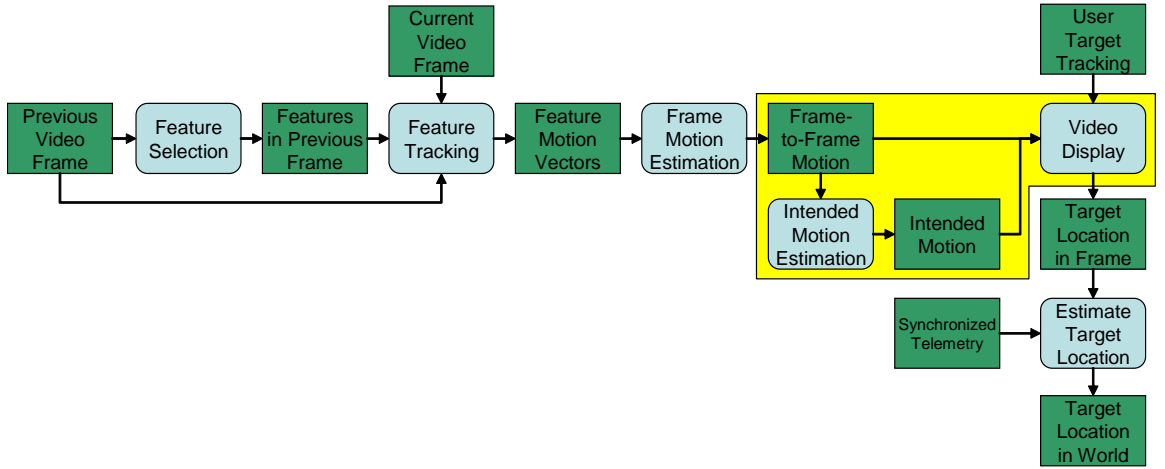 Current
Video
Frame
User
Target
Tracking
Previous
Video
Frame
Feature
Selection
Features
in Previous
Frame
Feature
Tracking
Feature
Motion
Vectors
Frame
Motion
Estimation
Frame-
to-Frame
Motion
Video
Display
Intended
Motion
Estimation
Intended
Motion
Target
Location
in Frame
Synchronized
Telemetry
Estimate
Target
Location
Target
Location
in World